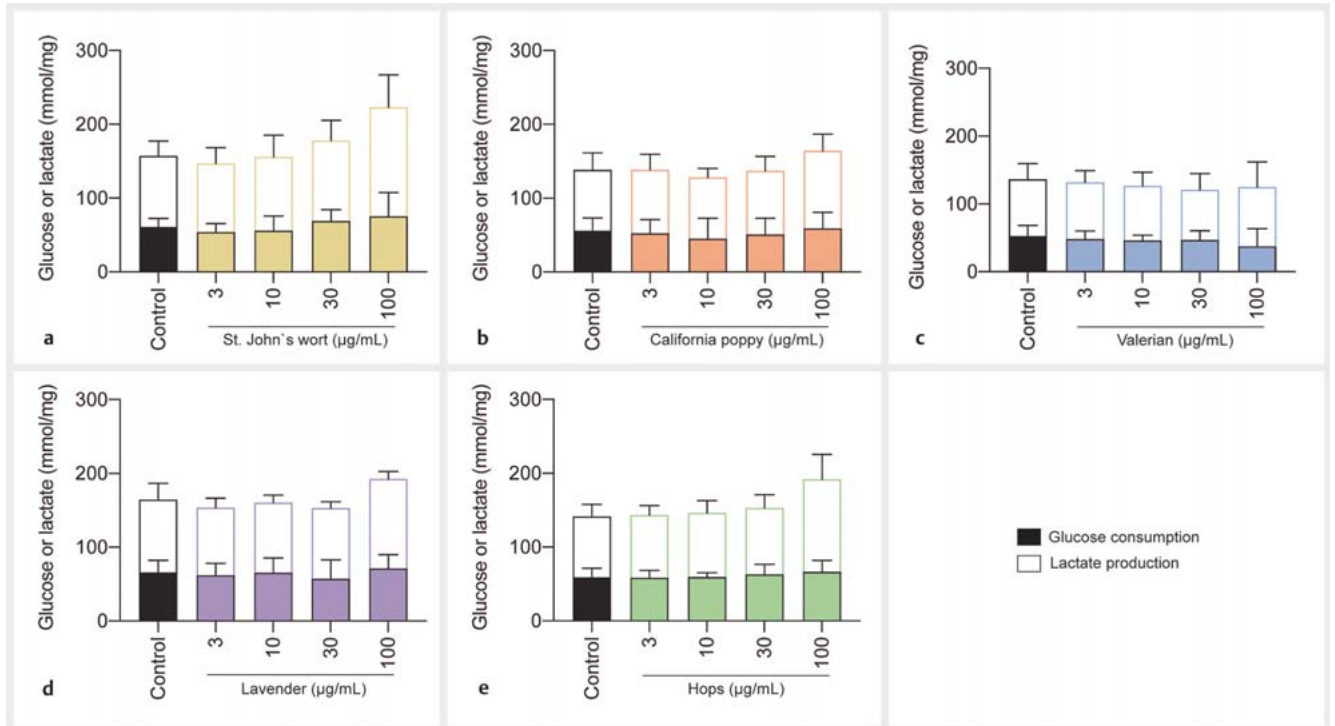 Glucose or lactate (mmol/mg)
300
200
100
0
Control
3
10
30
100
St. John`s wort (µg/mL)
a
Glucose or lactate (mmol/mg)
300
200
100
0
Control
3
10
30
100
California poppy (µg/mL)
b
Glucose or lactate (mmol/mg)
300
200
100
0
Control
3
10
30
100
Valerian (µg/mL)
c
Glucose or lactate (mmol/mg)
300
200
100
0
Control
3
10
30
100
Lavender (µg/mL)
d
Glucose or lactate (mmol/mg)
300
200
100
0
Control
3
10
30
100
Hops (µg/mL)
e
Glucose consumption
Lactate production